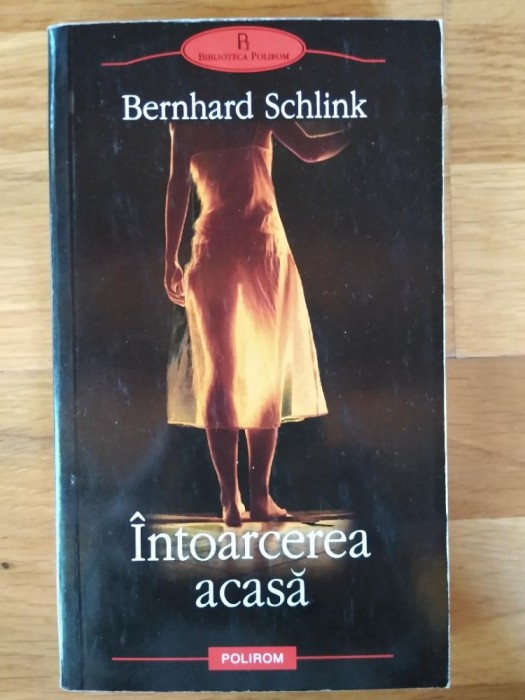 BIBLIOTECA POLIROM
Bernhard Schlink
Întoarcerea
acasă
POLIROM